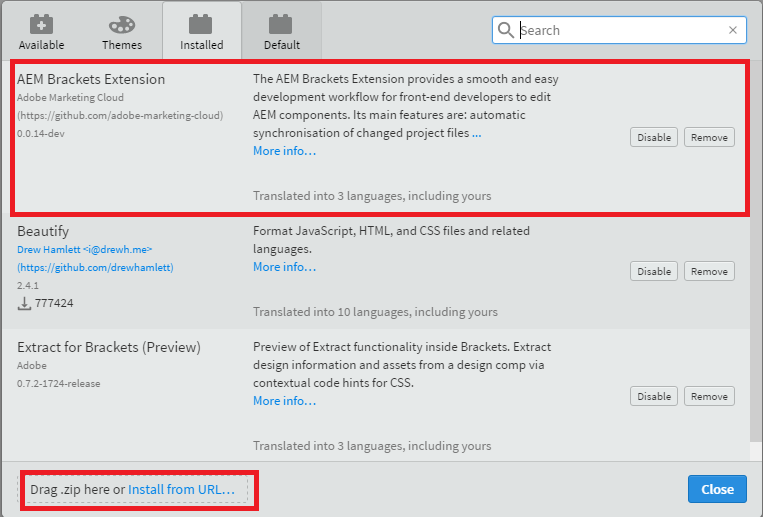 Available
Themes
Installed
Default
Search
AEM Brackets Extension
Adobe Marketing Cloud
(https://github.com/adobe-marketing-cloud)
0.0.14-dev
The AEM Brackets Extension provides a smooth and easy
development workflow for front-end developers to edit
AEM components. Its main features are: automatic
synchronisation of changed project files ...
More info...
Translated into 3 languages, including yours
Disable
Remove
Beautify
Drew Hamlett <i@drewh.me>
(https://github.com/drewhamlett)
2.4.1
777424
Format JavaScript, HTML, and CSS files and related
languages.
More info...
Translated into 10 languages, including yours
Disable
Remove
Extract for Brackets (Preview)
Adobe
0.7.2-1724-release
Preview of Extract functionality inside Brackets. Extract
design information and assets from a design comp via
contextual code hints for CSS.
More info...
Translated into 3 languages, including yours
Disable
Remove
Drag .zip here or Install from URL...
Close